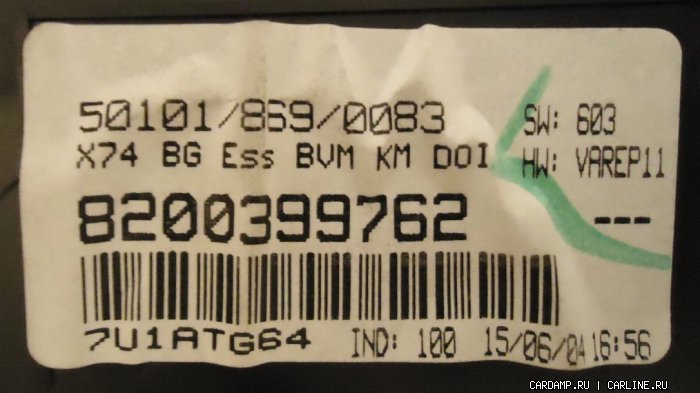 50101/869/0083 SW: 603
X74 BG Ess BVM KM DOI HW: VAREP11
8200399762 ---
7U1ATG64 IND: 100 15/06/04 16:56
CARDAMP.RU | CARLINE.RU